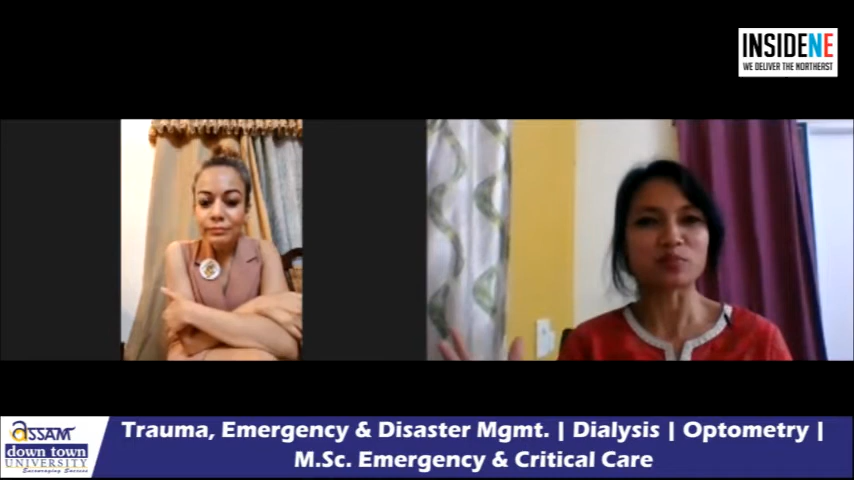 INSIDENE
WE DELIVER THE NORTHEAST
ASSAM
down town
UNIVERSITY
Encouraging Success
Trauma, Emergency & Disaster Mgmt. | Dialysis | Optometry |
M.Sc. Emergency & Critical Care